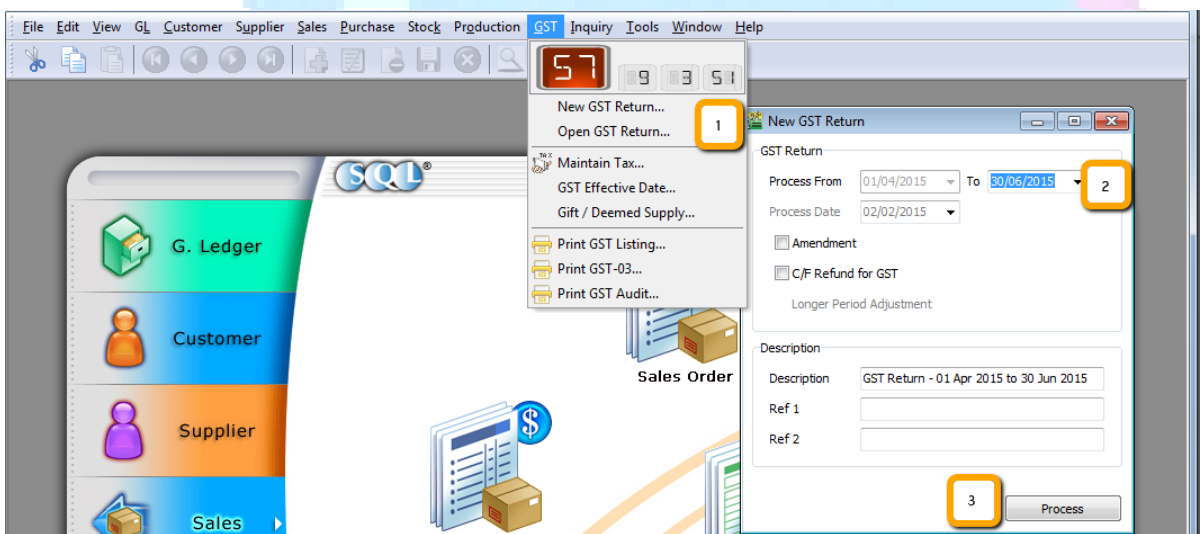 File Edit View GL Customer Supplier Sales Purchase Stock Production GST Inquiry Tools Window Help
57 9 3 51
New GST Return...
Open GST Return...
1
Maintain Tax...
GST Effective Date...
Gift / Deemed Supply...
Print GST Listing...
Print GST-03...
Print GST Audit...
SQL®
G. Ledger
Customer
Supplier
Sales
Sales Order
$
New GST Return
GST Return
Process From 01/04/2015 To 30/06/2015
2
Process Date 02/02/2015
Amendment
C/F Refund for GST
Longer Period Adjustment
Description
Description GST Return - 01 Apr 2015 to 30 Jun 2015
Ref 1
Ref 2
3
Process